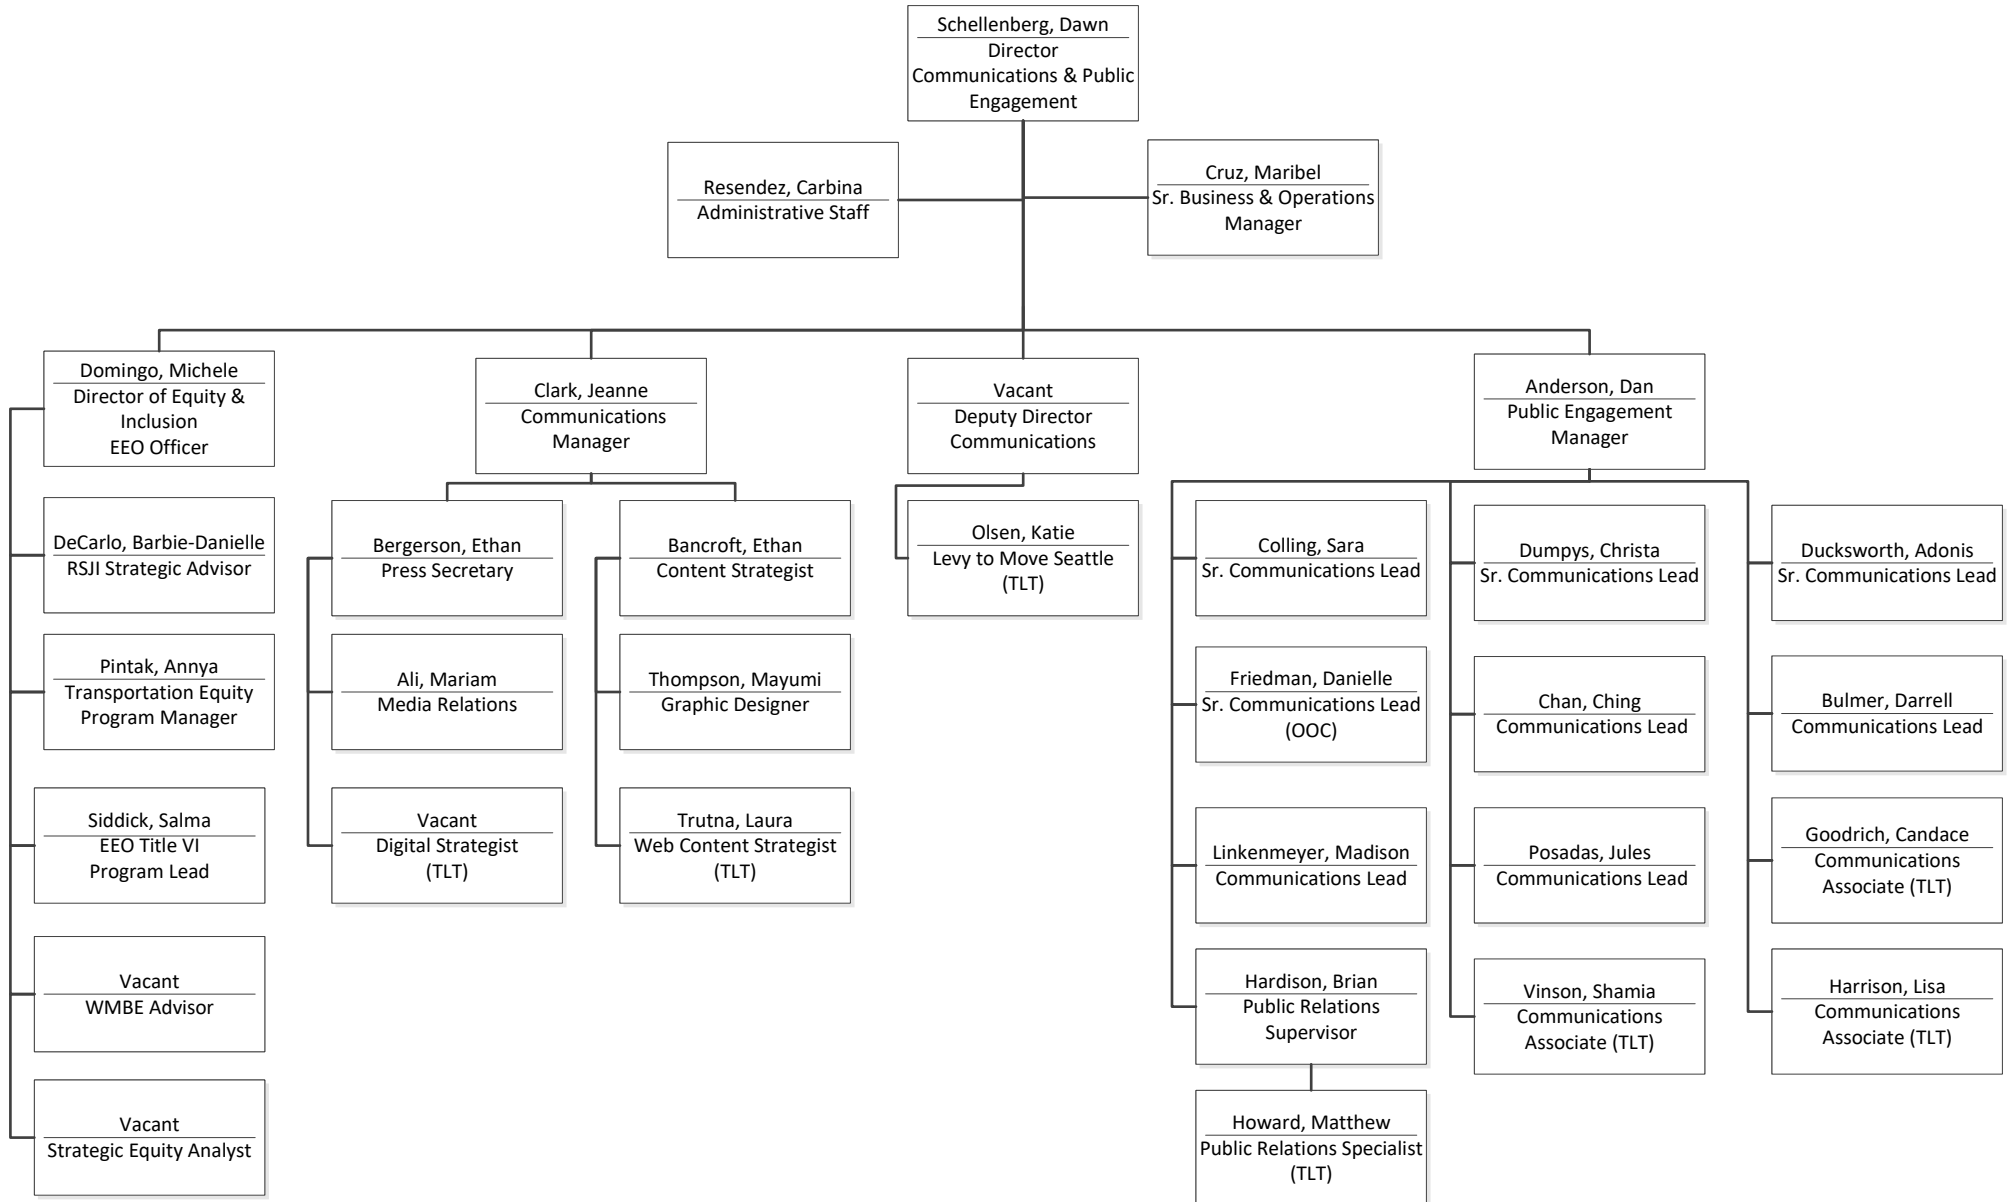 Schellenberg, Dawn
Director
Communications & Public
Engagement
Resendez, Carbina
Administrative Staff
Cruz, Maribel
Sr. Business & Operations
Manager
Domingo, Michele
Director of Equity &
Inclusion
EEO Officer
Clark, Jeanne
Communications
Manager
Vacant
Deputy Director
Communications
Anderson, Dan
Public Engagement
Manager
DeCarlo, Barbie-Danielle
RSJI Strategic Advisor
Pintak, Annya
Transportation Equity
Program Manager
Siddick, Salma
EEO Title VI
Program Lead
Vacant
WMBE Advisor
Vacant
Strategic Equity Analyst
Bergerson, Ethan
Press Secretary
Ali, Mariam
Media Relations
Vacant
Digital Strategist
(TLT)
Bancroft, Ethan
Content Strategist
Thompson, Mayumi
Graphic Designer
Trutna, Laura
Web Content Strategist
(TLT)
Olsen, Katie
Levy to Move Seattle
(TLT)
Colling, Sara
Sr. Communications Lead
Friedman, Danielle
Sr. Communications Lead
(OOC)
Linkenmeyer, Madison
Communications Lead
Hardison, Brian
Public Relations
Supervisor
Howard, Matthew
Public Relations Specialist
(TLT)
Dumpys, Christa
Sr. Communications Lead
Chan, Ching
Communications Lead
Posadas, Jules
Communications Lead
Vinson, Shamia
Communications
Associate (TLT)
Ducksworth, Adonis
Sr. Communications Lead
Bulmer, Darrell
Communications Lead
Goodrich, Candace
Communications
Associate (TLT)
Harrison, Lisa
Communications
Associate (TLT)